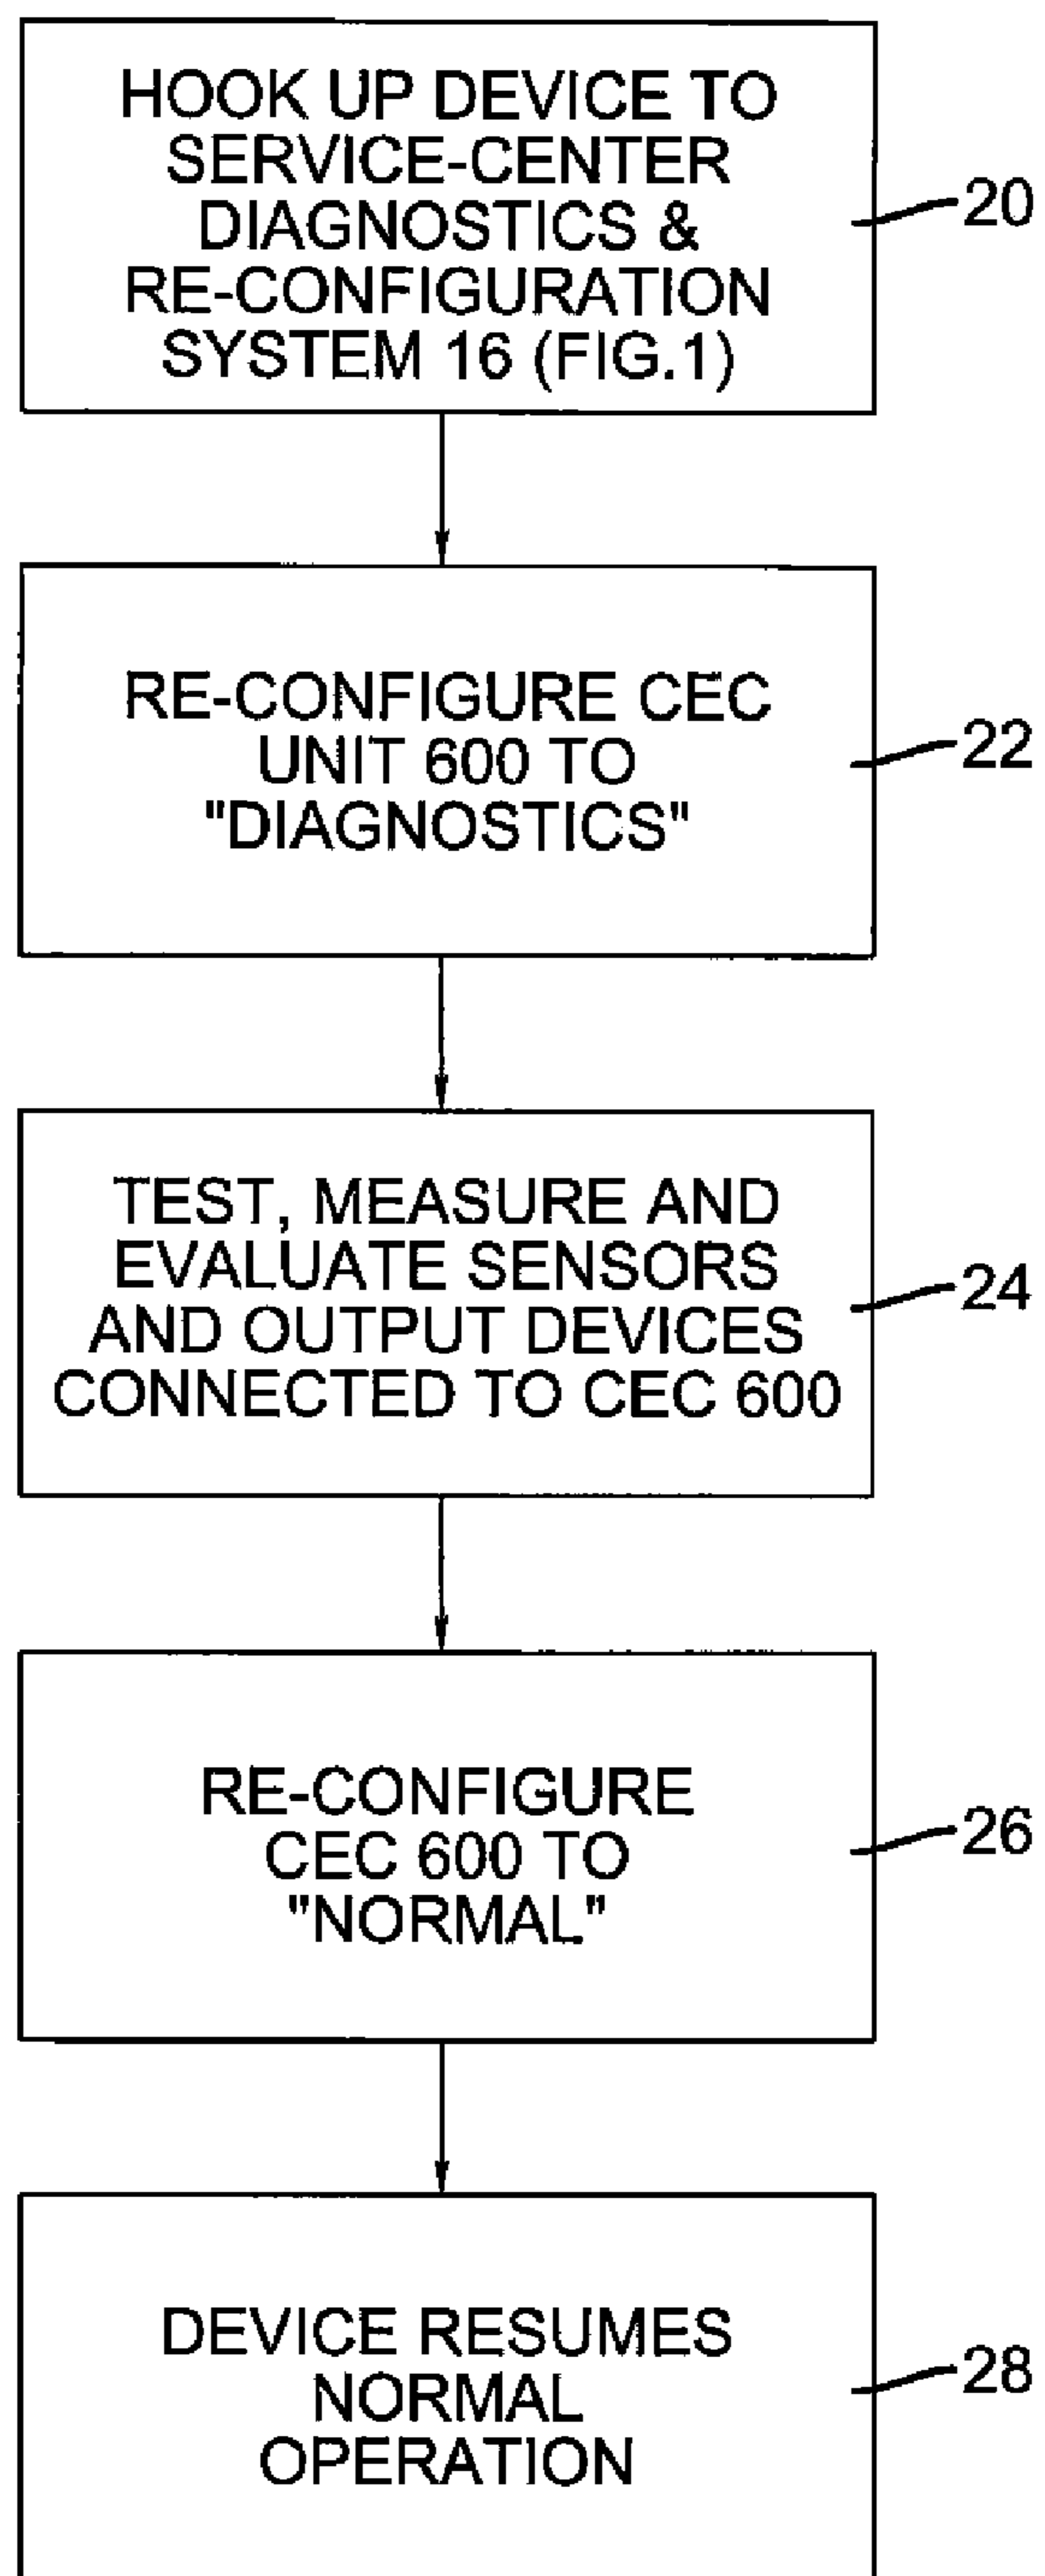 HOOK UP DEVICE TO
SERVICE-CENTER
DIAGNOSTICS &
RE-CONFIGURATION
SYSTEM 16 (FIG.1)
20
RE-CONFIGURE CEC
UNIT 600 TO
"DIAGNOSTICS"
22
TEST, MEASURE AND
EVALUATE SENSORS
AND OUTPUT DEVICES
CONNECTED TO CEC 600
24
RE-CONFIGURE
CEC 600 TO
"NORMAL"
26
DEVICE RESUMES
NORMAL
OPERATION
28